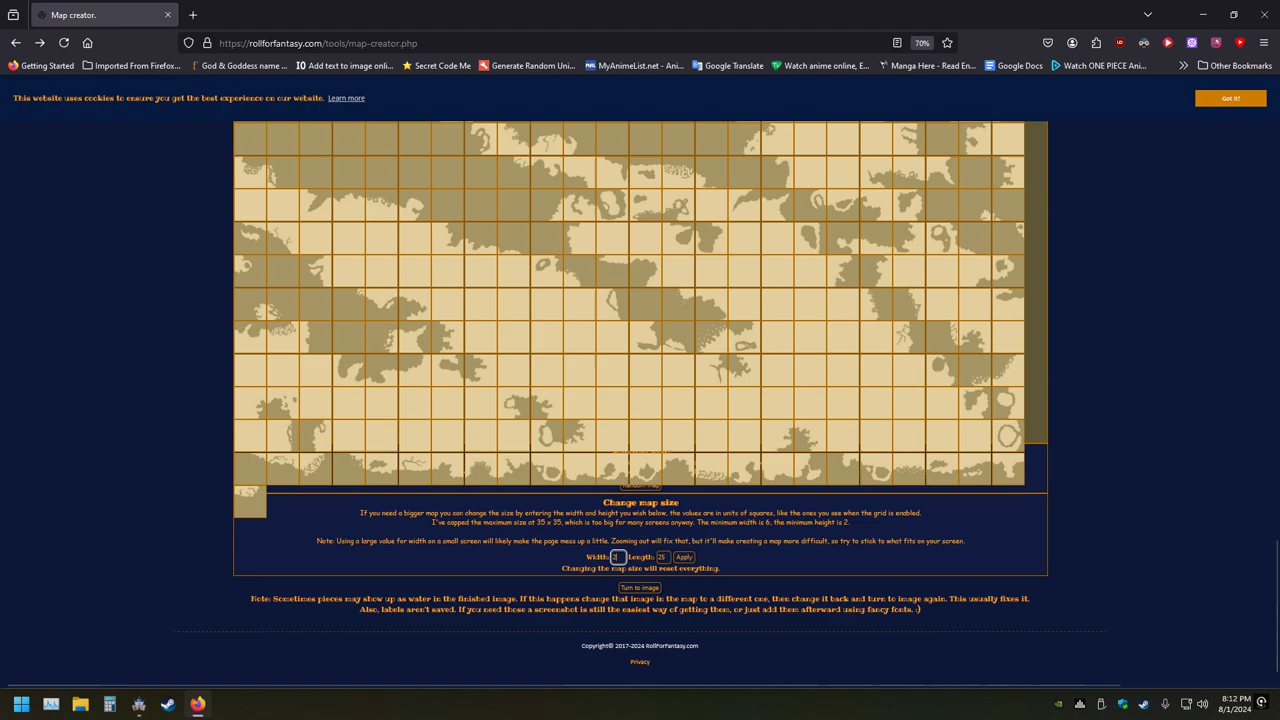 Map creator.
https://rollforfantasy.com/tools/map-creator.php
70%
Getting Started
Imported From Firefox...
God & Goddess name ...
Add text to image onli...
Secret Code Me
Generate Random Uni...
MyAnimeList.net - Ani...
Google Translate
Watch anime online, E...
Manga Here - Read En...
Google Docs
Watch ONE PIECE Ani...
Other Bookmarks
This website uses cookies to ensure you get the best experience on our website. Learn more
Got it!
Random map
Change map size
If you need a bigger map you can change the size by entering the width and height you wish below, the values are in units of squares, like the ones you see when the grid is enabled.
I've capped the maximum size at 35 x 35, which is too big for many screens anyway. The minimum width is 6, the minimum height is 2.
Note: Using a large value for width on a small screen will likely make the page mess up a little. Zooming out will fix that, but it"ll make creating a map more difficult, so try to stick to what fits on your screen.
Width: 2 Length: 25 Apply
Changing the map size will reset everything.
Turn to image
Note: Sometimes pieces may show up as water in the finished image. If this happens change that image in the map to a different one, then change it back and turn to image again. This usually fixes it.
Also, labels aren't saved. If you need those a screenshot is still the easiest way of getting them, or just add them afterward using fancy fonts. :)
Copyright© 2017-2024 RollForFantasy.com
Privacy
8:12 PM
8/1/2024